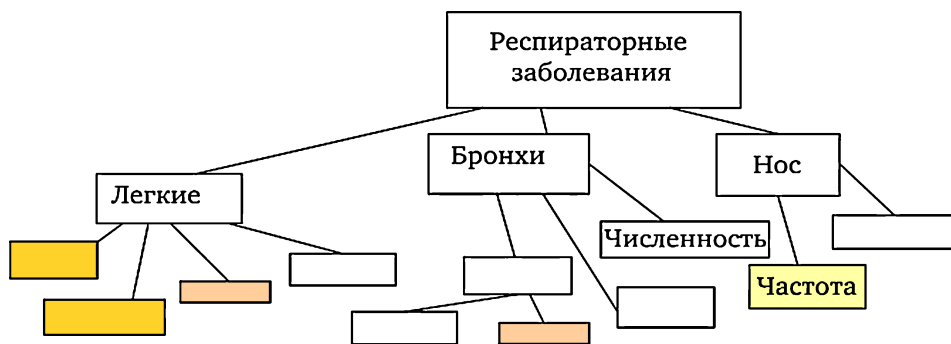 Респираторные
заболевания
Бронхи
Нос
Легкие
Численность
Частота